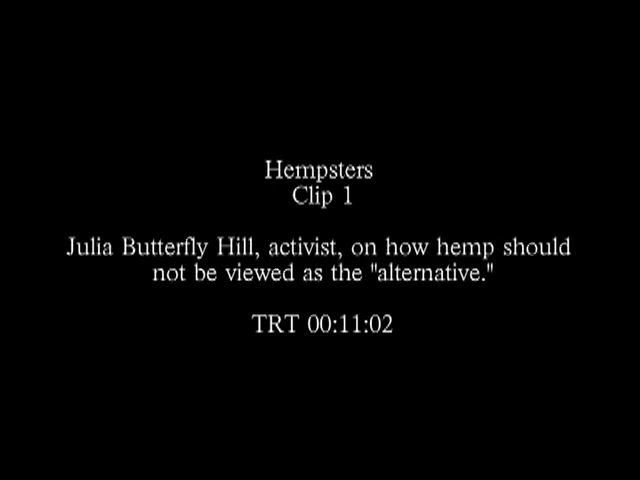 Hempsters
Clip 1
Julia Butterfly Hill, activist, on how hemp should
not be viewed as the "alternative."
TRT 00:11:02